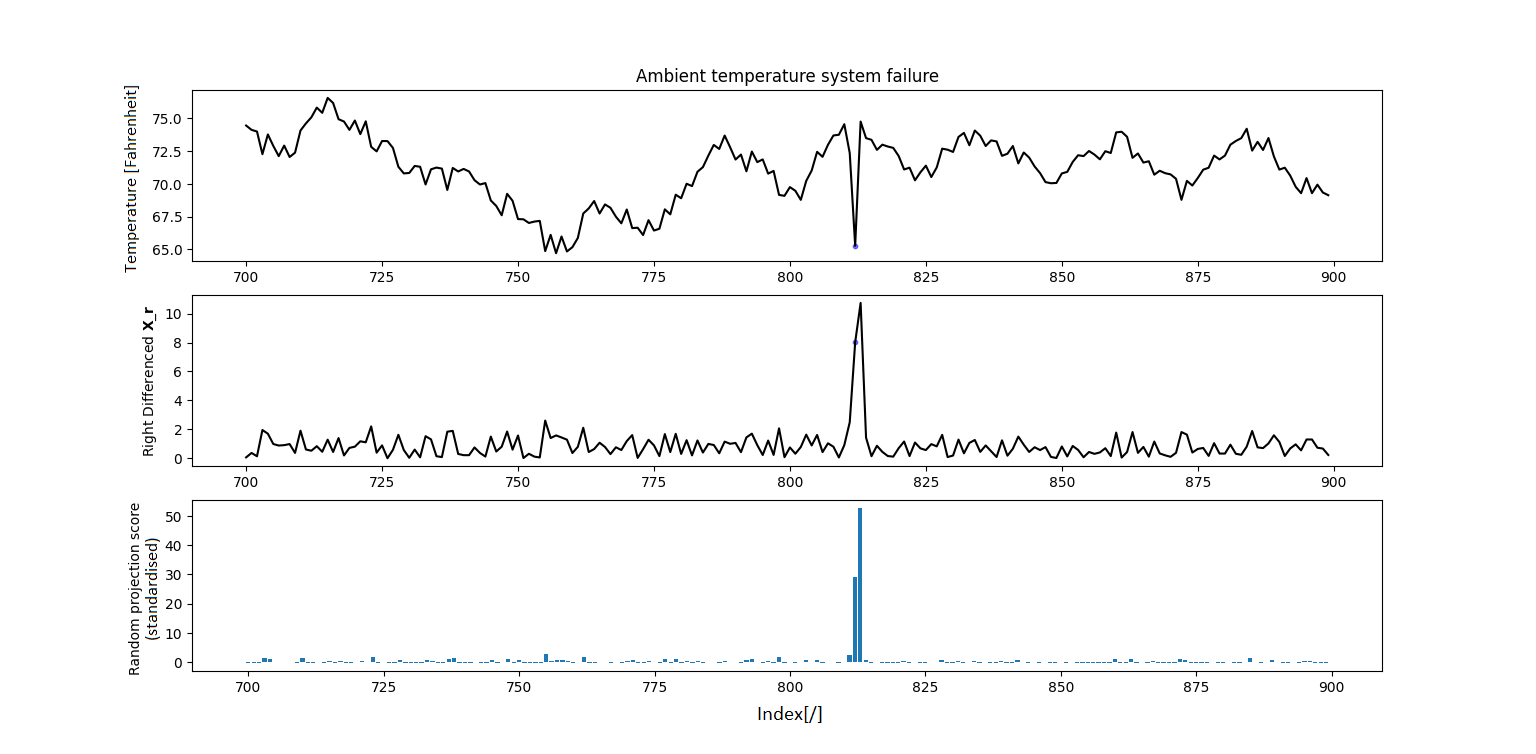 Ambient temperature system failure
Temperature [Fahrenheit]
75.0
72.5
70.0
67.5
65.0
700 725 750 775 800 825 850 875 900
Right Differenced X_r
10
8
6
4
2
0
700 725 750 775 800 825 850 875 900
Random projection score
(standardised)
50
40
30
20
10
0
700 725 750 775 800 825 850 875 900
Index[/]